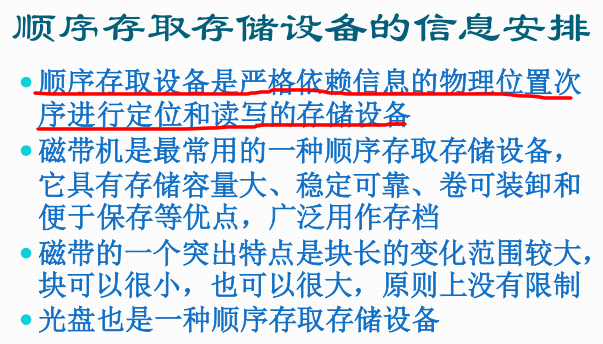 顺序存取存储设备的信息安排
•顺序存取设备是严格依赖信息的物理位置次
序进行定位和读写的存储设备
•磁带机是最常用的一种顺序存取存储设备，
它具有存储容量大、稳定可靠、卷可装卸和
便于保存等优点，广泛用作存档
•磁带的一个突出特点是块长的变化范围较大，
块可以很小，也可以很大，原则上没有限制
•光盘也是一种顺序存取存储设备